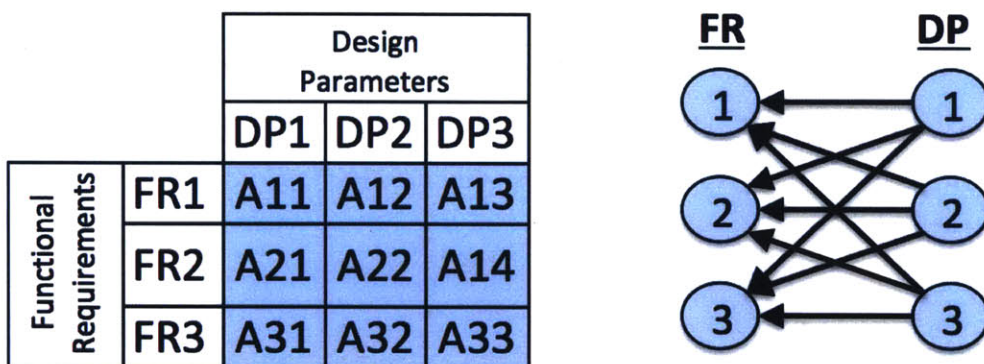 Design
Parameters
DP1 DP2 DP3
Functional
Requirements
FR1 A11 A12 A13
FR2 A21 A22 A14
FR3 A31 A32 A33
FR DP
1 1
2 2
3 3